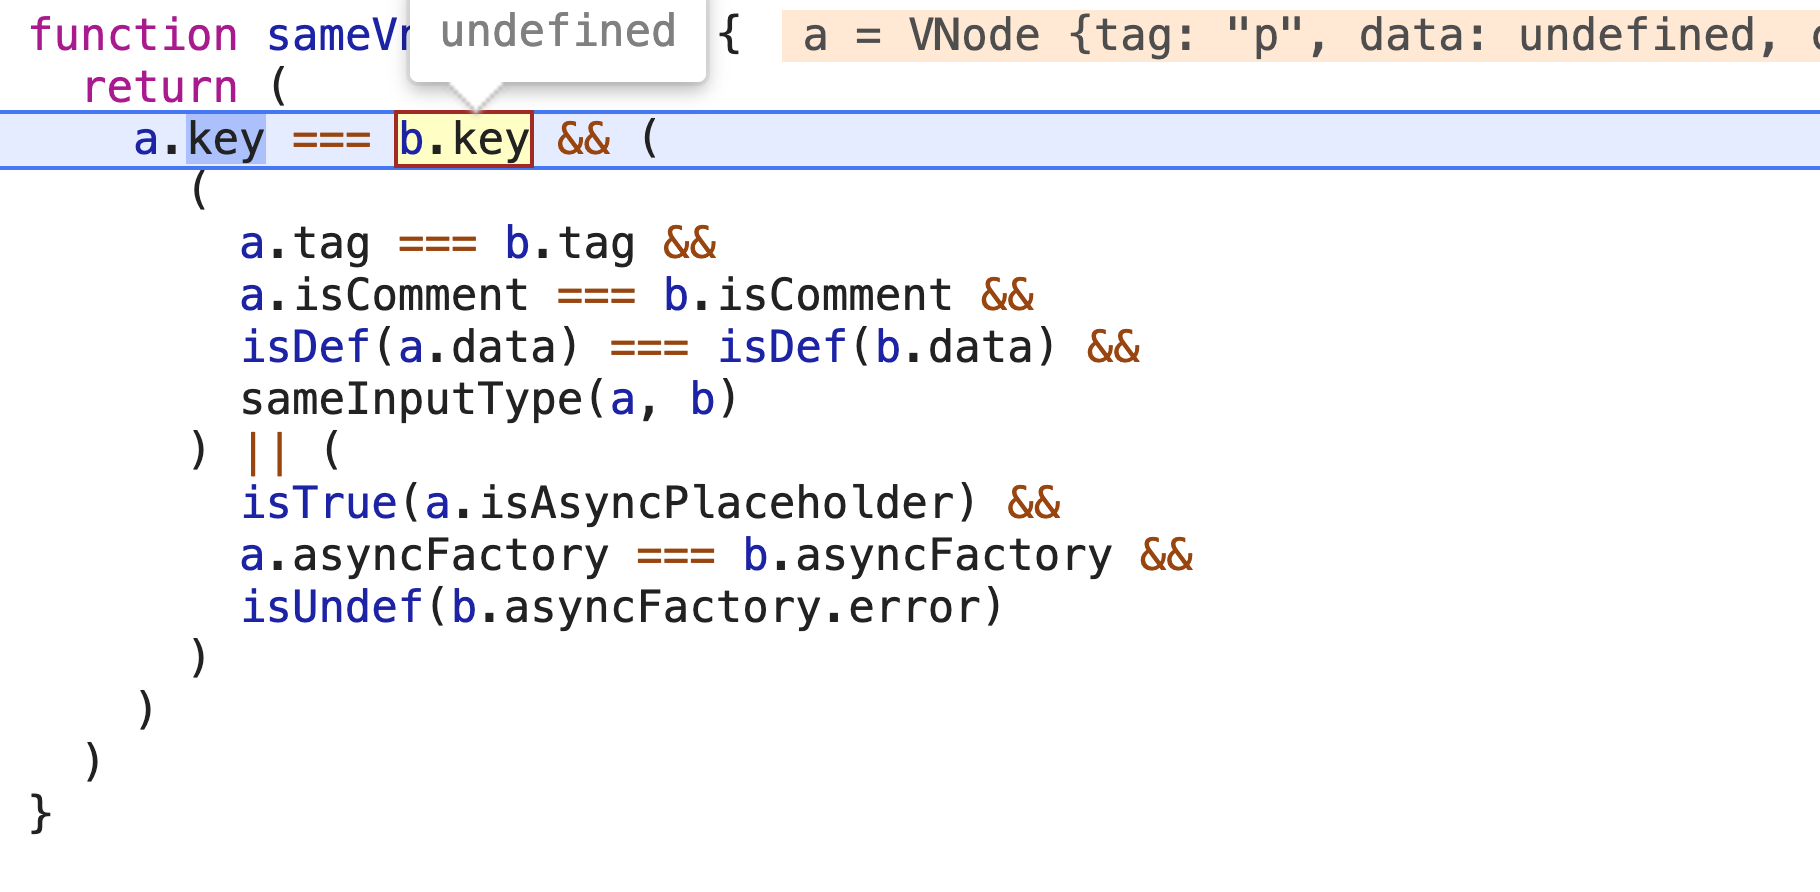 undefined
function sameVn { a = VNode {tag: "p", data: undefined, c
return (
a.key === b.key && (
(
a.tag === b.tag &&
a.isComment === b.isComment &&
isDef(a.data) === isDef(b.data) &&
sameInputType(a, b)
) || (
isTrue(a.isAsyncPlaceholder) &&
a.asyncFactory === b.asyncFactory &&
isUndef(b.asyncFactory.error)
)
)
)
}